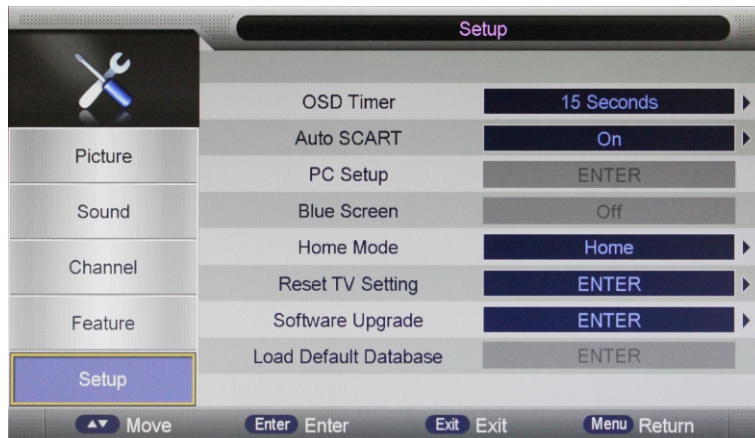 Setup
OSD Timer 15 Seconds
Auto SCART On
PC Setup ENTER
Blue Screen Off
Home Mode Home
Reset TV Setting ENTER
Software Upgrade ENTER
Load Default Database ENTER
Picture
Sound
Channel
Feature
Setup
Move Enter Enter Exit Exit Menu Return